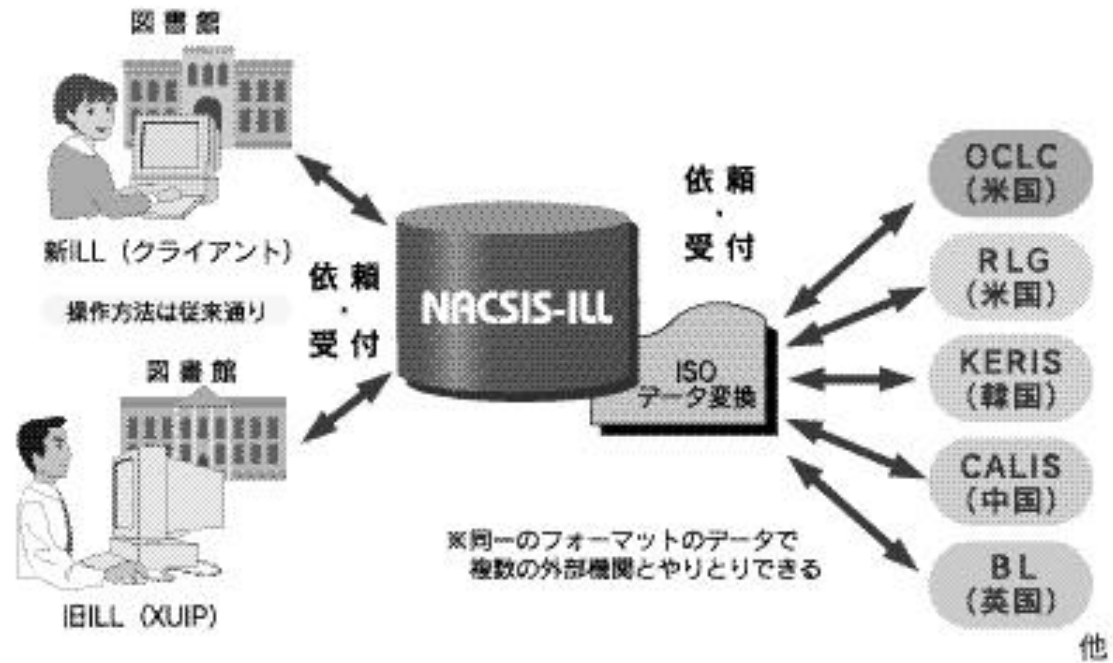 図書館
新ILL（クライアント）
操作方法は従来通り
図書館
旧ILL（XUIP）
依頼
・
受付
NACSIS-ILL
依頼
・
受付
ISO
データ変換
※同一のフォーマットのデータで
複数の外部機関とやりとりできる
OCLC
（米国）
RLG
（米国）
KERIS
（韓国）
CALIS
（中国）
BL
（英国）
他